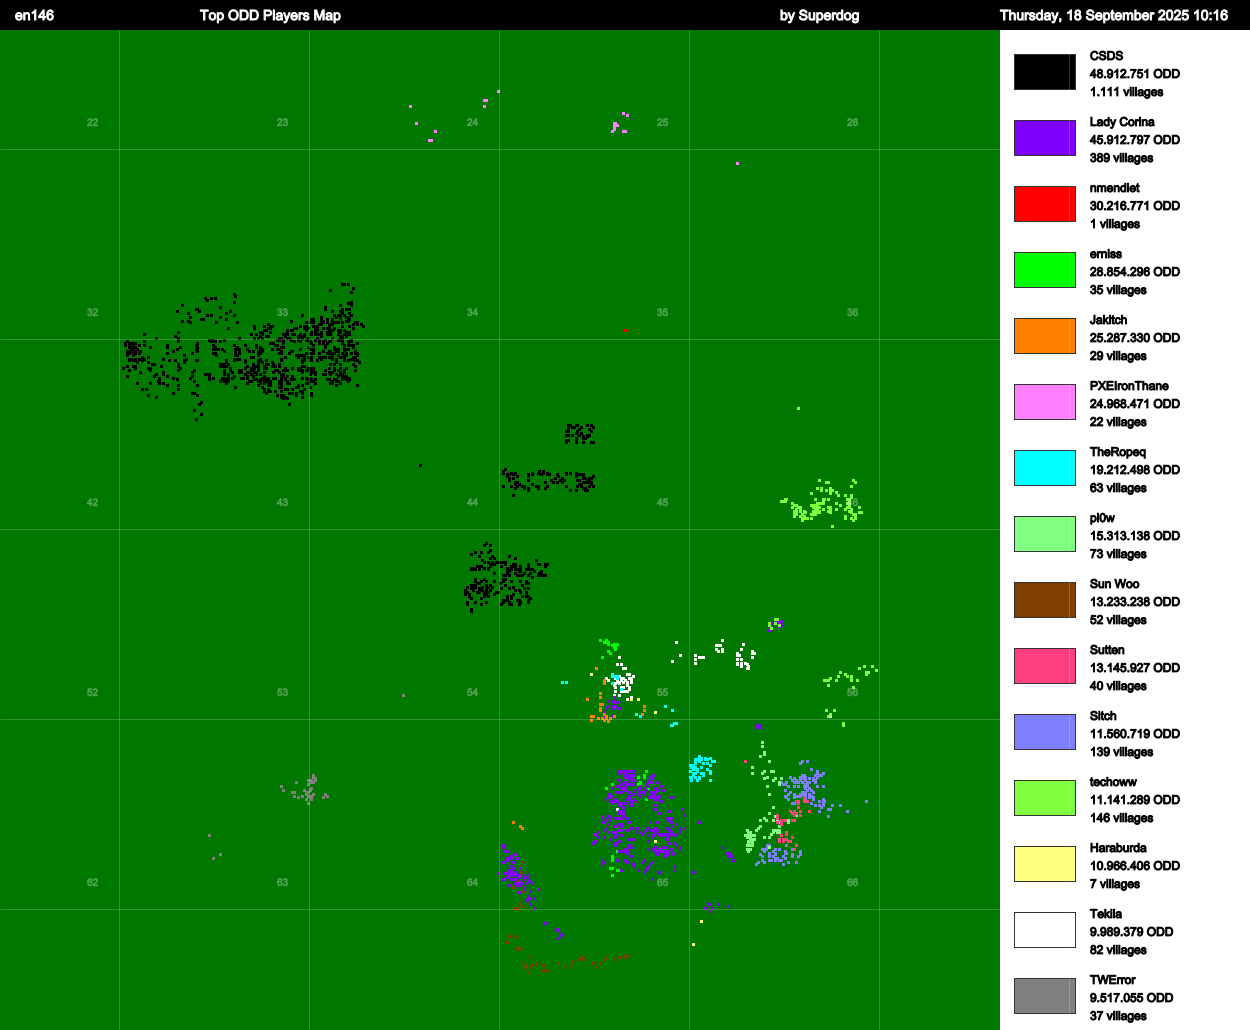 en146 Top ODD Players Map by Superdog Thursday, 18 September 2025 10:16
CSDS
48.912.751 ODD
1.111 villages
Lady Corina
45.912.797 ODD
389 villages
nmendiet
30.216.771 ODD
1 villages
erniss
28.854.296 ODD
35 villages
Jakitch
25.287.330 ODD
29 villages
PXEIronThane
24.968.471 ODD
22 villages
TheRopeq
19.212.498 ODD
63 villages
pl0w
15.313.138 ODD
73 villages
Sun Woo
13.233.238 ODD
52 villages
Sutten
13.145.927 ODD
40 villages
Sitch
11.560.719 ODD
139 villages
techoww
11.141.289 ODD
146 villages
Haraburda
10.966.406 ODD
7 villages
Tekila
9.989.379 ODD
82 villages
TWError
9.517.055 ODD
37 villages
22 23 24 25 26
32 33 34 35 36
42 43 44 45 46
52 53 54 55 56
62 63 64 65 66